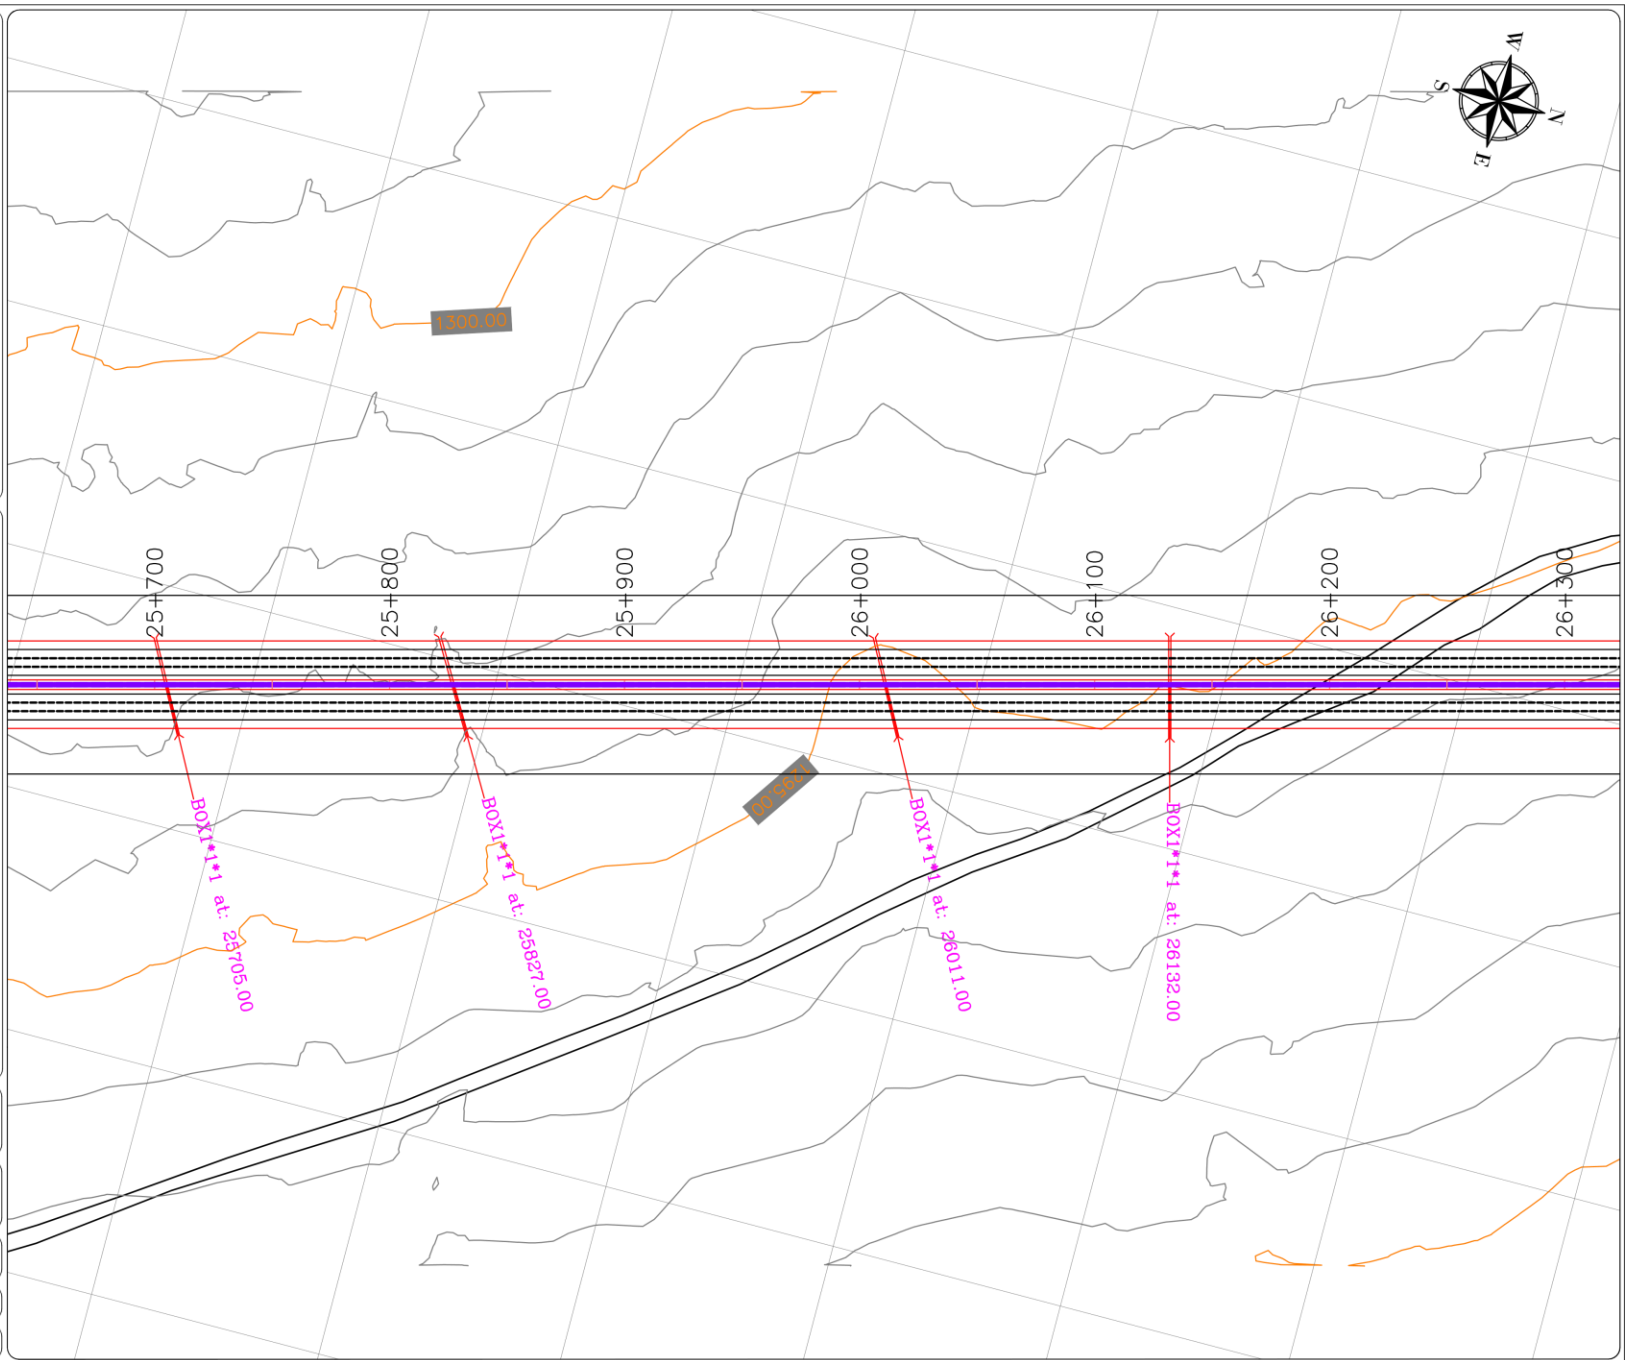 W
S
N
E
1300.00
25+700
25+800
25+900
26+000
26+100
26+200
26+300
1295.00
BOX1*1*1 at: 25705.00
BOX1*1*1 at: 25827.00
BOX1*1*1 at: 26011.00
BOX1*1*1 at: 26132.00